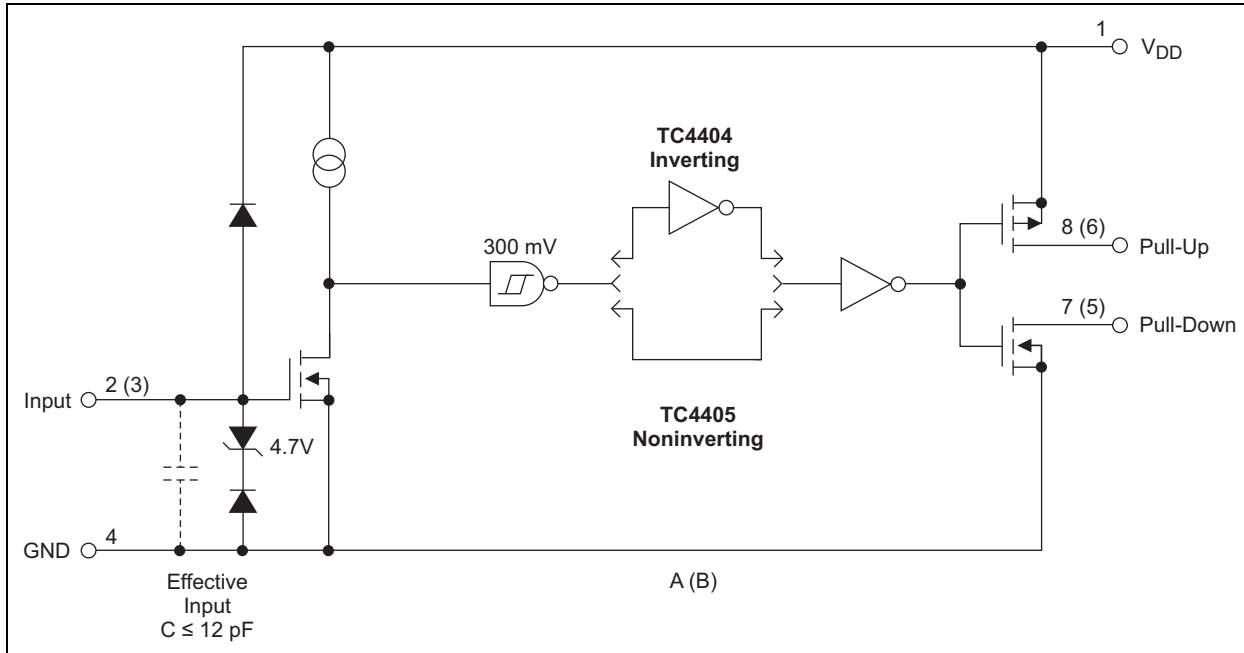 1
V_DD
TC4404
Inverting
8 (6)
Pull-Up
300 mV
7 (5)
Pull-Down
2 (3)
Input
TC4405
Noninverting
4.7V
4
GND
A (B)
Effective
Input
C ≤ 12 pF